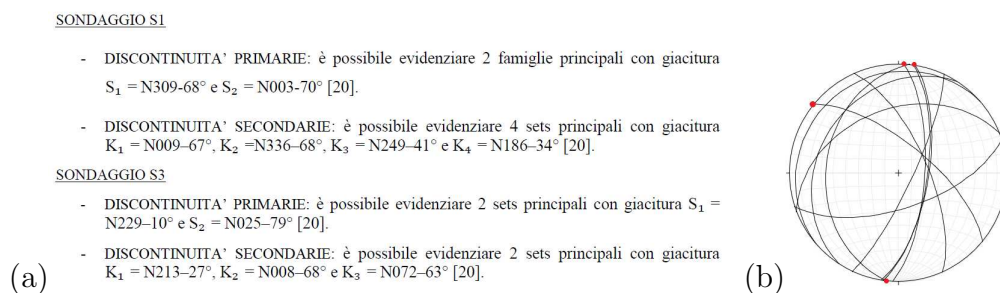 SONDAGGIO S1
- DISCONTINUITA' PRIMARIE: è possibile evidenziare 2 famiglie principali con giacitura
S₁ = N309-68° e S₂ = N003-70° [20].
- DISCONTINUITA' SECONDARIE: è possibile evidenziare 4 sets principali con giacitura
K₁ = N009–67°, K₂ =N336–68°, K₃ = N249–41° e K₄ = N186–34° [20].
SONDAGGIO S3
- DISCONTINUITA' PRIMARIE: è possibile evidenziare 2 sets principali con giacitura S₁ =
N229–10° e S₂ = N025–79° [20].
- DISCONTINUITA' SECONDARIE: è possibile evidenziare 2 sets principali con giacitura
K₁ = N213–27°, K₂ = N008–68° e K₃ = N072–63° [20].
(a)
(b)